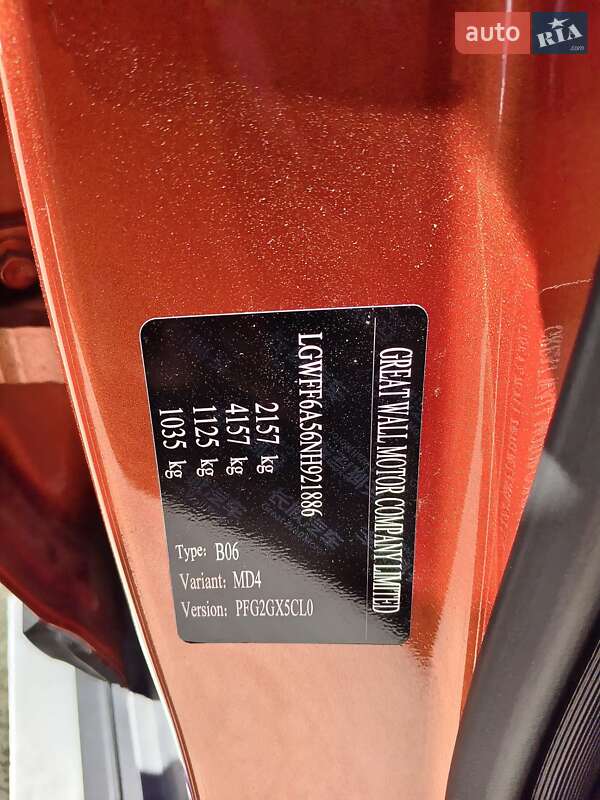 auto
RIA
.com
GREAT WALL MOTOR COMPANY LIMITED
LGWFF6A56NH921886
2157 kg
4157 kg
1125 kg
1035 kg
Type: B06
Variant: MD4
Version: PFG2GX5CL0